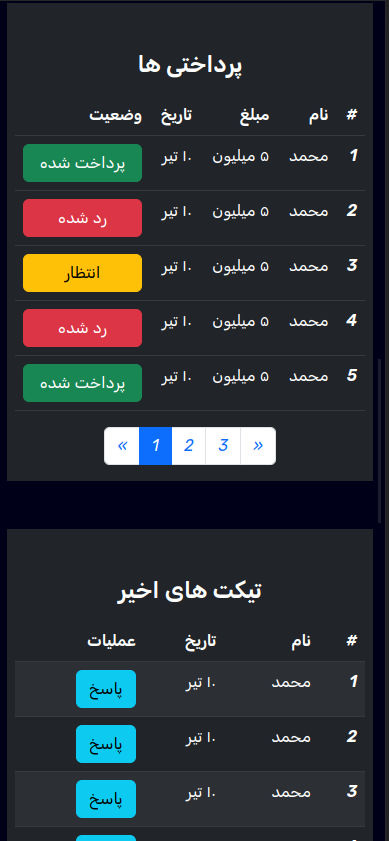 پرداختی ها
# نام مبلغ تاریخ وضعیت
1 محمد ۵ میلیون ۱۰ تیر پرداخت شده
2 محمد ۵ میلیون ۱۰ تیر رد شده
3 محمد ۵ میلیون ۱۰ تیر انتظار
4 محمد ۵ میلیون ۱۰ تیر رد شده
5 محمد ۵ میلیون ۱۰ تیر پرداخت شده
« 1 2 3 »
تیکت های اخیر
# نام تاریخ عملیات
1 محمد ۱۰ تیر پاسخ
2 محمد ۱۰ تیر پاسخ
3 محمد ۱۰ تیر پاسخ